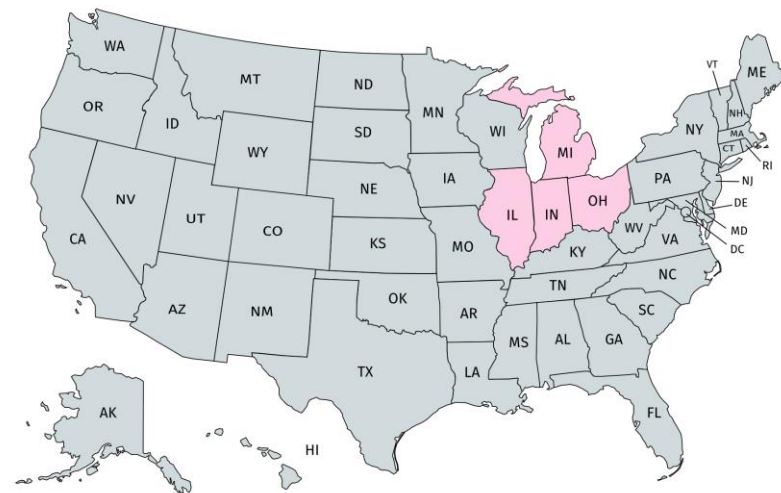 WA
MT
ND
MN
VT
ME
OR
ID
SD
WI
NY
NH
MA
WY
MI
CT
RI
IA
PA
NJ
NV
NE
IL
IN
OH
DE
UT
CO
WV
MD
CA
KS
MO
VA
DC
KY
NC
TN
AZ
NM
OK
AR
SC
MS
AL
GA
TX
LA
AK
FL
HI